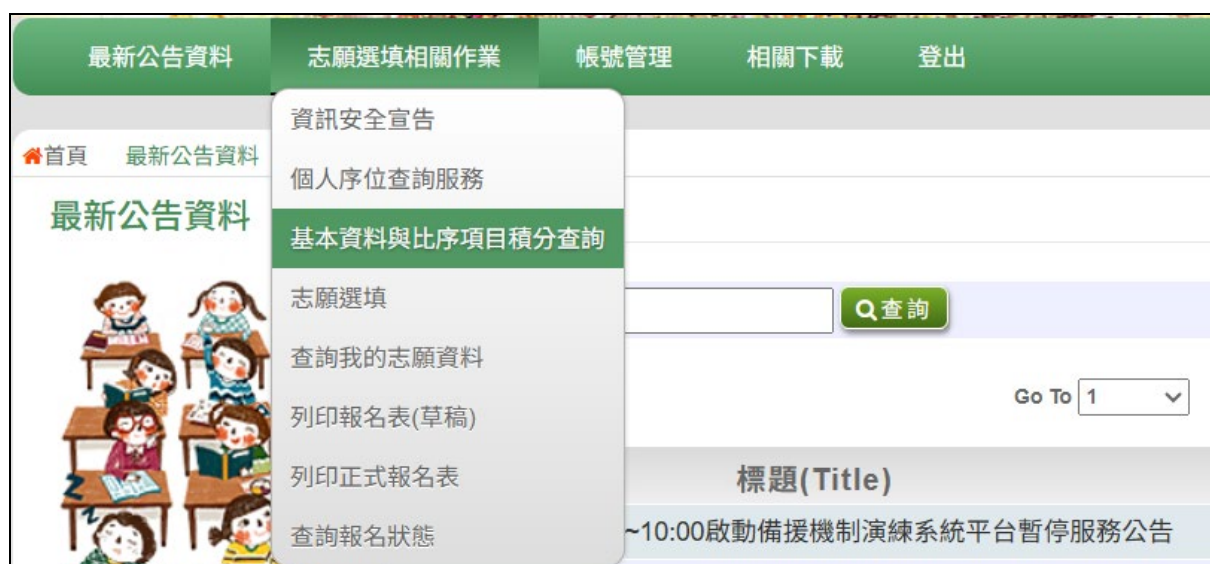 最新公告資料 志願選填相關作業 帳號管理 相關下載 登出
資訊安全宣告
首頁 最新公告資料
個人序位查詢服務
最新公告資料
基本資料與比序項目積分查詢
志願選填
查詢
查詢我的志願資料
Go To 1
列印報名表(草稿)
列印正式報名表
標題(Title)
查詢報名狀態
~10:00啟動備援機制演練系統平台暫停服務公告